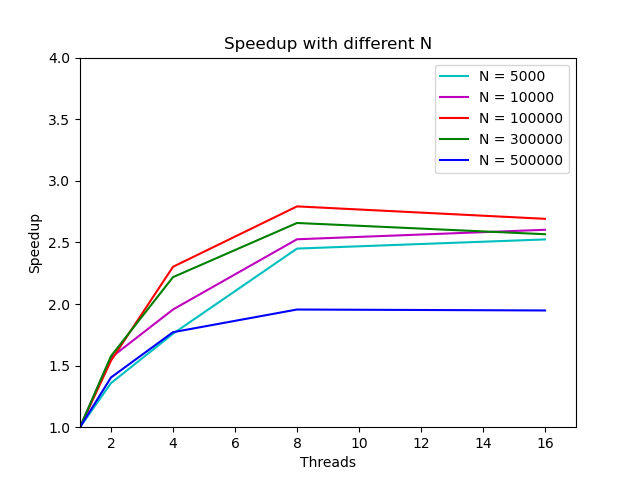 Speedup with different N
4.0
3.5
3.0
2.5
2.0
1.5
1.0
Speedup
N = 5000
N = 10000
N = 100000
N = 300000
N = 500000
2 4 6 8 10 12 14 16
Threads